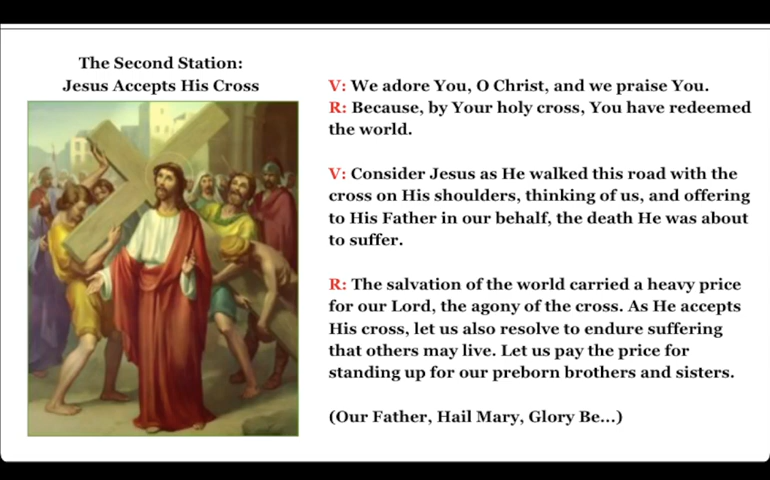 The Second Station:
Jesus Accepts His Cross
V: We adore You, O Christ, and we praise You.
R: Because, by Your holy cross, You have redeemed
the world.
V: Consider Jesus as He walked this road with the
cross on His shoulders, thinking of us, and offering
to His Father in our behalf, the death He was about
to suffer.
R: The salvation of the world carried a heavy price
for our Lord, the agony of the cross. As He accepts
His cross, let us also resolve to endure suffering
that others may live. Let us pay the price for
standing up for our preborn brothers and sisters.
(Our Father, Hail Mary, Glory Be...)